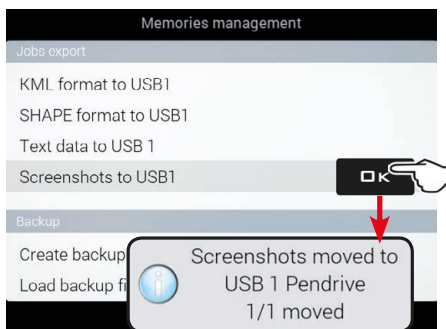 Memories management
Jobs export
KML format to USB1
SHAPE format to USB1
Text data to USB 1
Screenshots to USB1
OK
Backup
Create backup
Load backup fi
Screenshots moved to
USB 1 Pendrive
1/1 moved